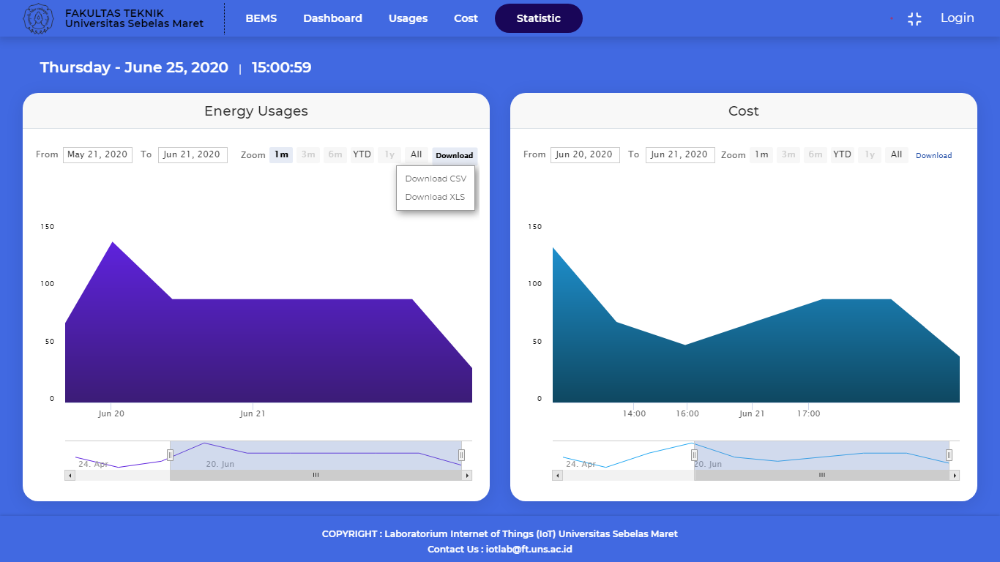 FAKULTAS TEKNIK
Universitas Sebelas Maret
BEMS Dashboard Usages Cost Statistic
Login
Thursday - June 25, 2020 | 15:00:59
Energy Usages
From May 21, 2020 To Jun 21, 2020 Zoom 1m 3m 6m YTD 1y All Download
Download CSV
Download XLS
150
100
50
0
Jun 20 Jun 21
24. Apr 20. Jun
Cost
From Jun 20, 2020 To Jun 21, 2020 Zoom 1m 3m 6m YTD 1y All Download
150
100
50
0
14:00 16:00 Jun 21 17:00
24. Apr 20. Jun
COPYRIGHT : Laboratorium Internet of Things (IoT) Universitas Sebelas Maret
Contact Us : iotlab@ft.uns.ac.id